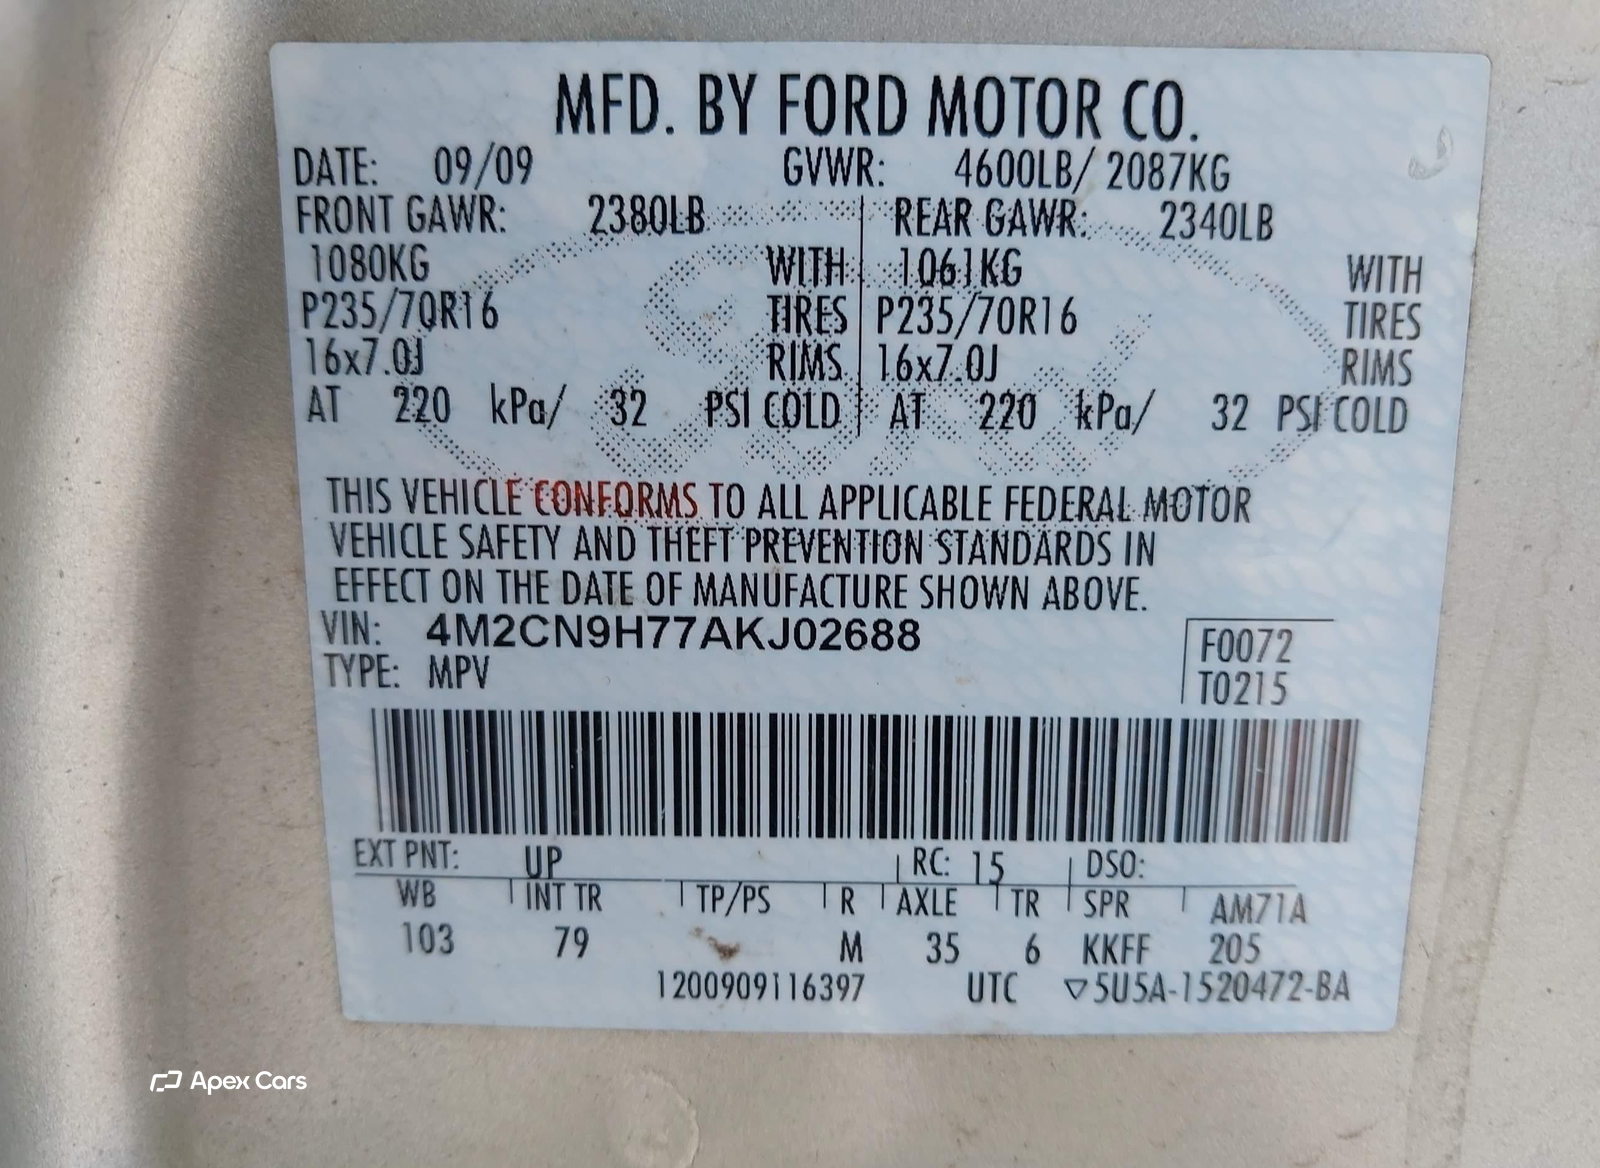 MFD. BY FORD MOTOR CO.
DATE: 09/09 GVWR: 4600LB/ 2087KG
FRONT GAWR: 2380LB REAR GAWR: 2340LB
1080KG WITH 1061KG WITH
P235/70R16 TIRES P235/70R16 TIRES
16x7.0J RIMS 16x7.0J RIMS
AT 220 kPa/ 32 PSI COLD AT 220 kPa/ 32 PSI COLD
THIS VEHICLE CONFORMS TO ALL APPLICABLE FEDERAL MOTOR
VEHICLE SAFETY AND THEFT PREVENTION STANDARDS IN
EFFECT ON THE DATE OF MANUFACTURE SHOWN ABOVE.
VIN: 4M2CN9H77AKJ02688 F0072
TYPE: MPV T0215
EXT PNT: UP RC: 15 DSO:
WB INT TR TP/PS R AXLE TR SPR AM71A
103 79 M 35 6 KKFF 205
1200909116397 UTC ▽5U5A-1520472-BA
Apex Cars